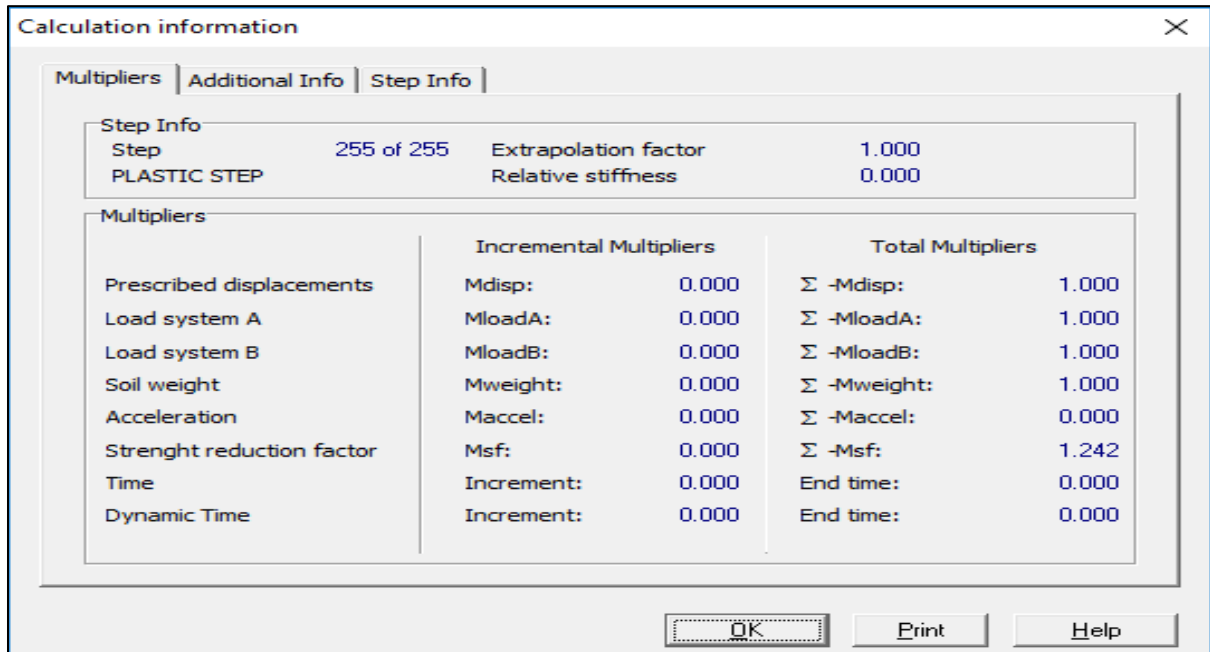 Calculation information
Multipliers Additional Info Step Info
Step Info
Step 255 of 255 Extrapolation factor 1.000
PLASTIC STEP Relative stiffness 0.000
Multipliers
Incremental Multipliers Total Multipliers
Prescribed displacements Mdisp: 0.000 Σ -Mdisp: 1.000
Load system A MloadA: 0.000 Σ -MloadA: 1.000
Load system B MloadB: 0.000 Σ -MloadB: 1.000
Soil weight Mweight: 0.000 Σ -Mweight: 1.000
Acceleration Maccel: 0.000 Σ -Maccel: 0.000
Strenght reduction factor Msf: 0.000 Σ -Msf: 1.242
Time Increment: 0.000 End time: 0.000
Dynamic Time Increment: 0.000 End time: 0.000
OK Print Help